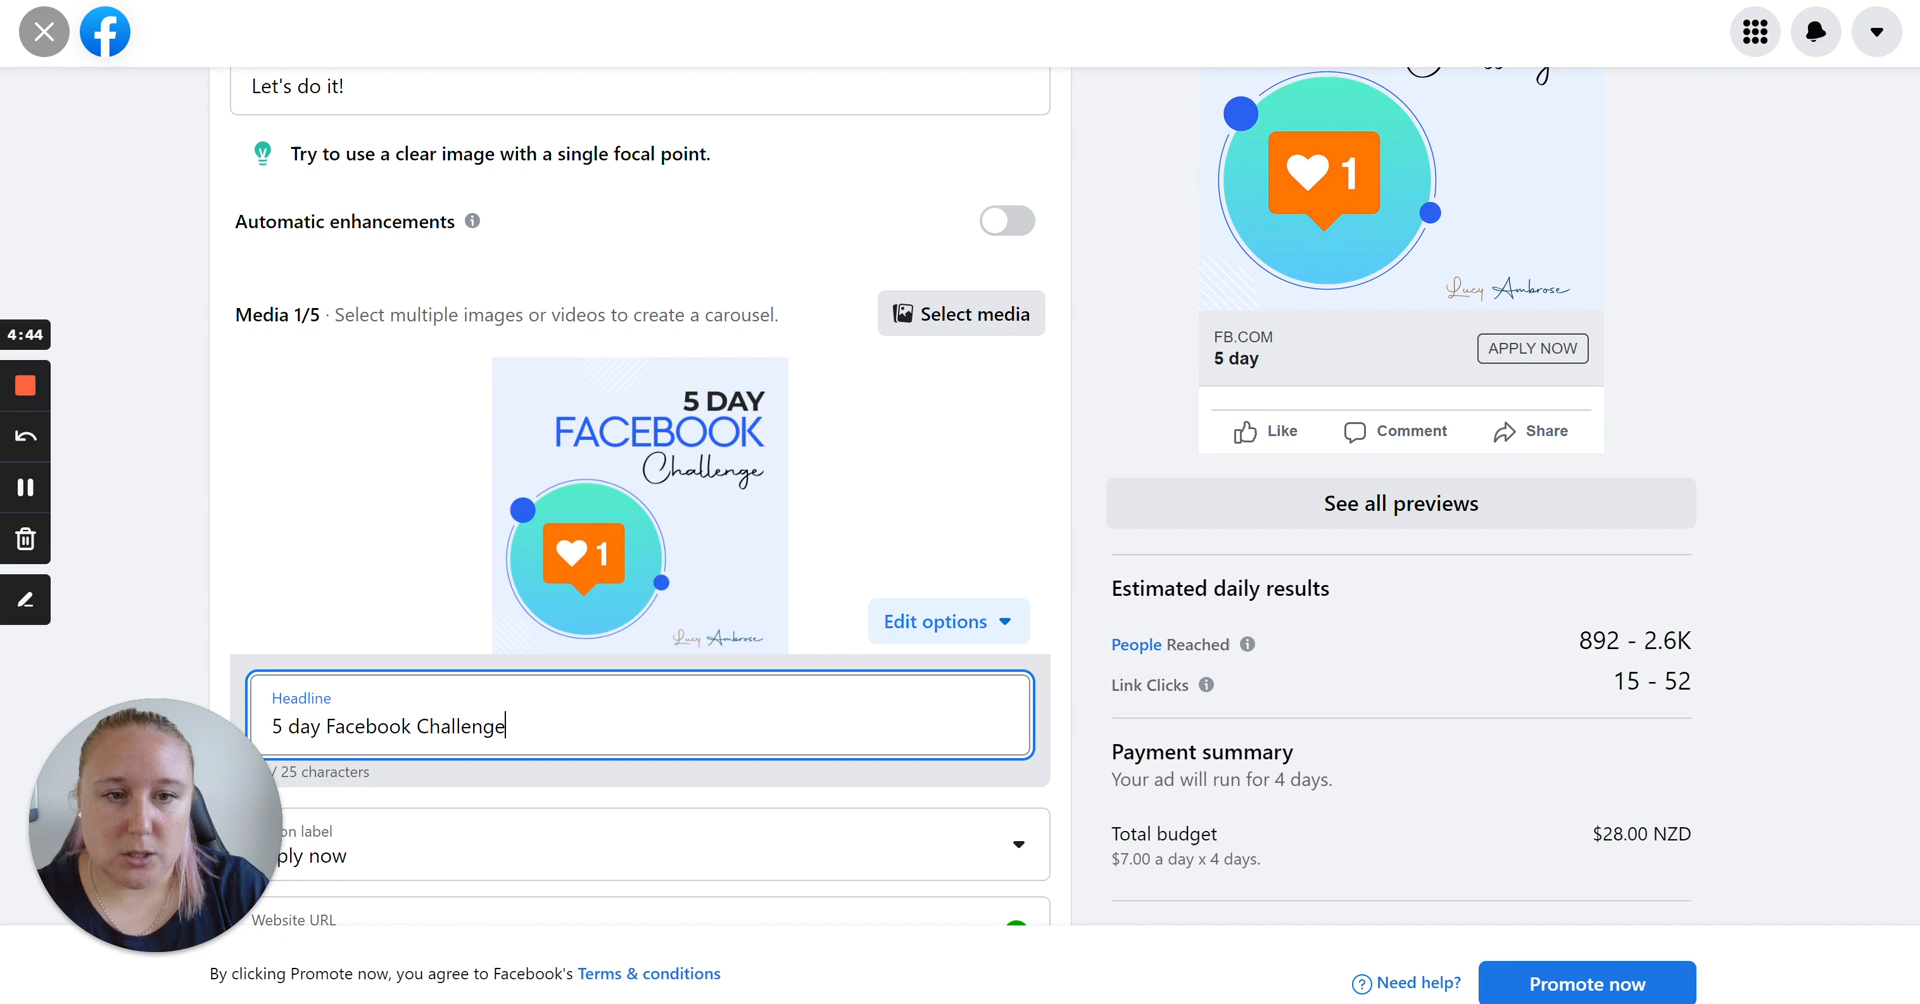 Let's do it!
Try to use a clear image with a single focal point.
Automatic enhancements
Media 1/5 · Select multiple images or videos to create a carousel.
Select media
4:44
5 DAY
FACEBOOK
Challenge
1
Lucy Ambrose
Edit options
Headline
5 day Facebook Challenge
/ 25 characters
on label
ply now
Website URL
1
Lucy Ambrose
FB.COM
5 day
APPLY NOW
Like
Comment
Share
See all previews
Estimated daily results
People Reached
892 - 2.6K
Link Clicks
15 - 52
Payment summary
Your ad will run for 4 days.
Total budget
$28.00 NZD
$7.00 a day x 4 days.
By clicking Promote now, you agree to Facebook's Terms & conditions
Need help?
Promote now